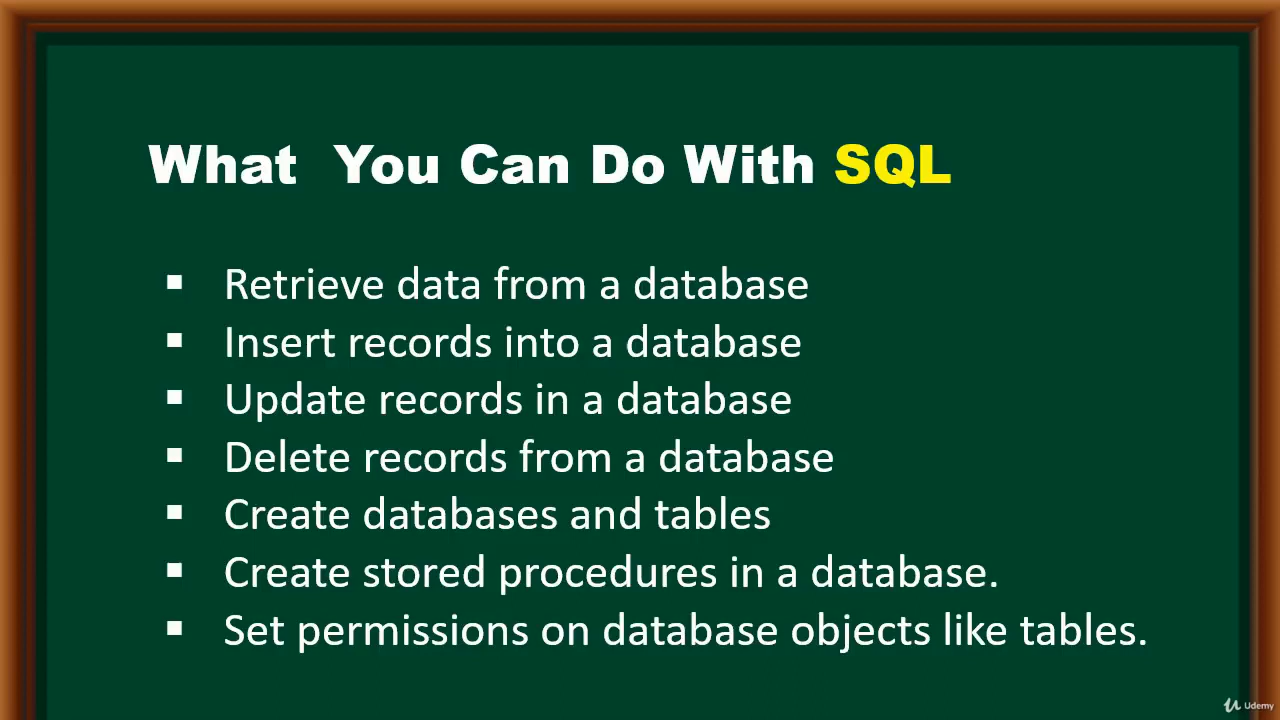 What You Can Do With SQL
▪ Retrieve data from a database
▪ Insert records into a database
▪ Update records in a database
▪ Delete records from a database
▪ Create databases and tables
▪ Create stored procedures in a database.
▪ Set permissions on database objects like tables.
Udemy